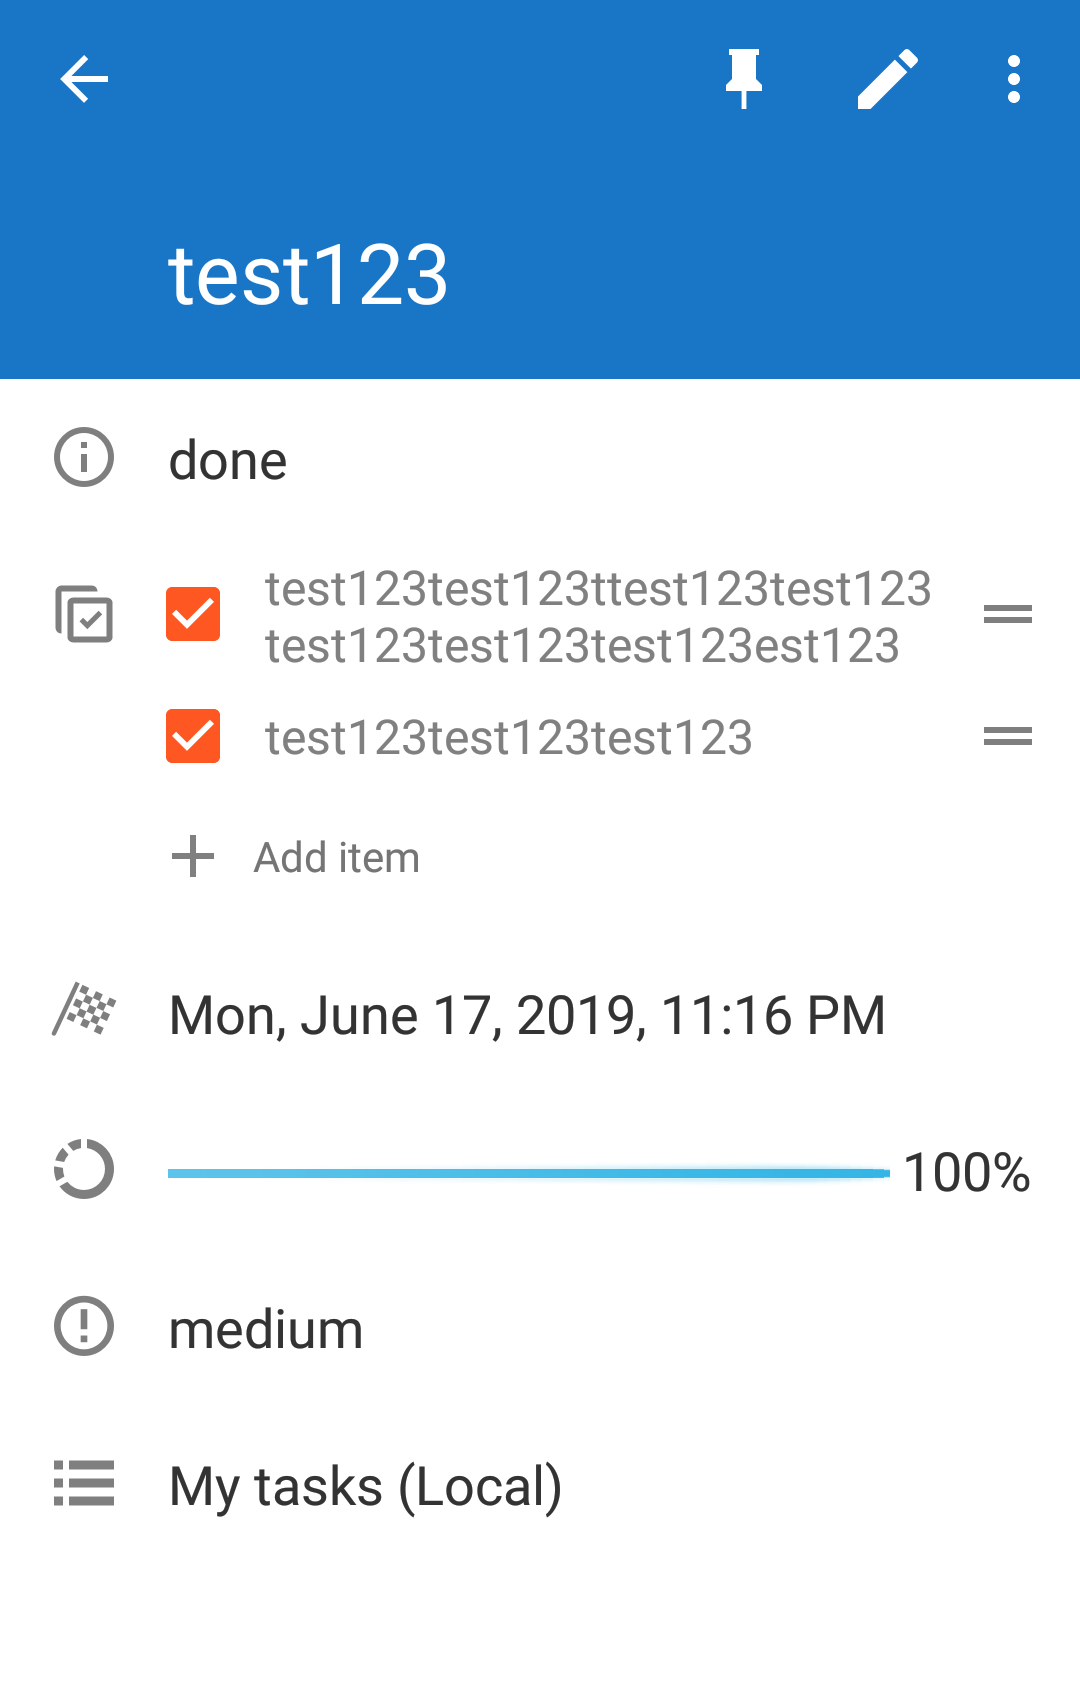 test123
done
test123test123ttest123test123
test123test123test123est123
test123test123test123
Add item
Mon, June 17, 2019, 11:16 PM
100%
medium
My tasks (Local)